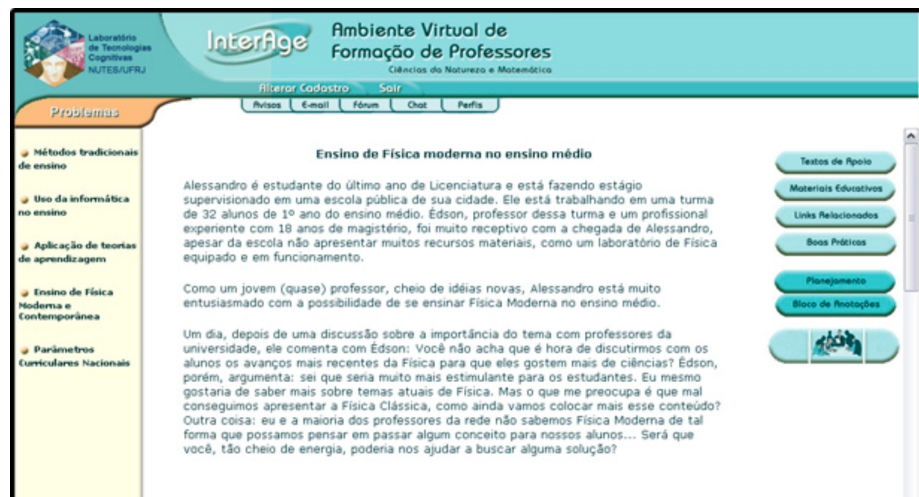 Laboratório
de Tecnologias
Cognitivas
NUTES/UFRJ
InterAge
Ambiente Virtual de
Formação de Professores
Ciências da Natureza e Matemática
Alterar Cadastro Sair
Problemas
Avisos E-mail Fórum Chat Perfis
Métodos tradicionais
de ensino
Uso da informática
no ensino
Aplicação de teorias
de aprendizagem
Ensino de Física
Moderna e
Contemporânea
Parâmetros
Curriculares Nacionais
Ensino de Física moderna no ensino médio
Alessandro é estudante do último ano de Licenciatura e está fazendo estágio
supervisionado em uma escola pública de sua cidade. Ele está trabalhando em uma turma
de 32 alunos de 1º ano do ensino médio. Édson, professor dessa turma e um profissional
experiente com 18 anos de magistério, foi muito receptivo com a chegada de Alessandro,
apesar da escola não apresentar muitos recursos materiais, como um laboratório de Física
equipado e em funcionamento.
Como um jovem (quase) professor, cheio de idéias novas, Alessandro está muito
entusiasmado com a possibilidade de se ensinar Física Moderna no ensino médio.
Um dia, depois de uma discussão sobre a importância do tema com professores da
universidade, ele comenta com Édson: Você não acha que é hora de discutirmos com os
alunos os avanços mais recentes da Física para que eles gostem mais de ciências? Édson,
porém, argumenta: sei que seria muito mais estimulante para os estudantes. Eu mesmo
gostaria de saber mais sobre temas atuais de Física. Mas o que me preocupa é que mal
conseguimos apresentar a Física Clássica, como ainda vamos colocar mais esse conteúdo?
Outra coisa: eu e a maioria dos professores da rede não sabemos Física Moderna de tal
forma que possamos pensar em passar algum conceito para nossos alunos... Será que
você, tão cheio de energia, poderia nos ajudar a buscar alguma solução?
Textos de Apoio
Materiais Educativos
Links Relacionados
Boas Práticas
Planejamento
Bloco de Anotações